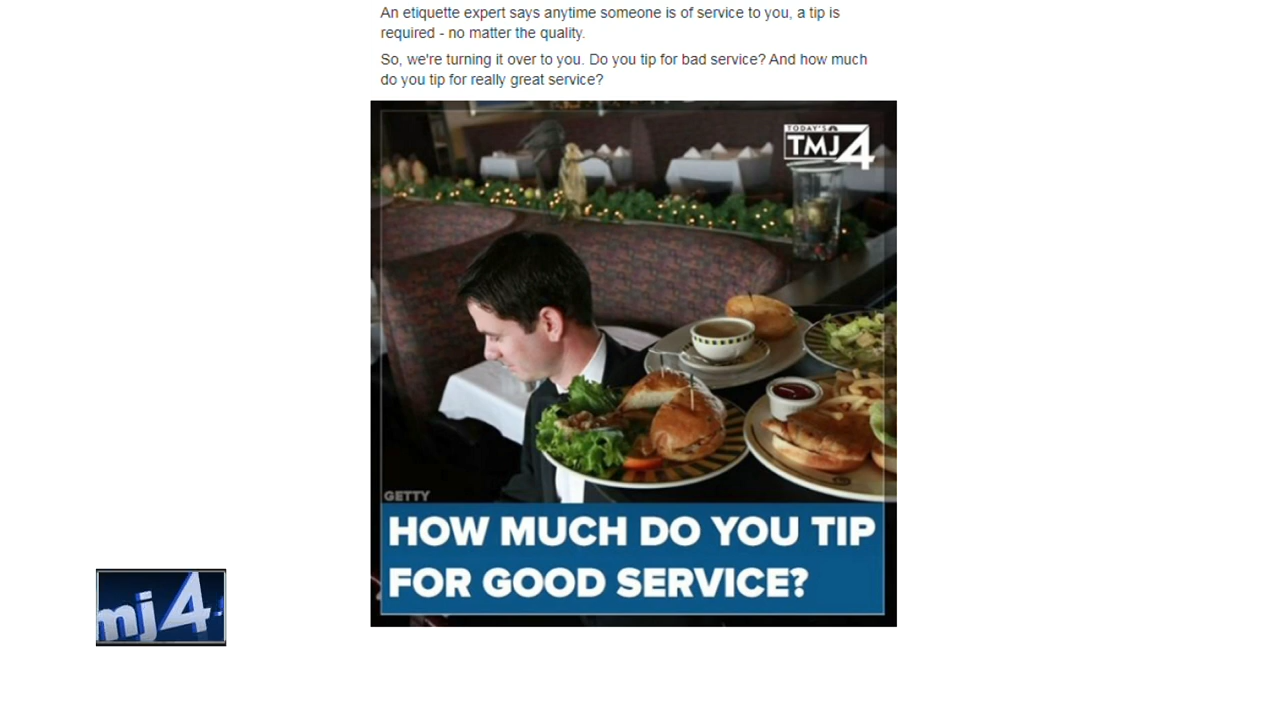 An etiquette expert says anytime someone is of service to you, a tip is
required - no matter the quality.
So, we're turning it over to you. Do you tip for bad service? And how much
do you tip for really great service?
TODAY'S
TMJ4
GETTY
HOW MUCH DO YOU TIP
FOR GOOD SERVICE?
mj4